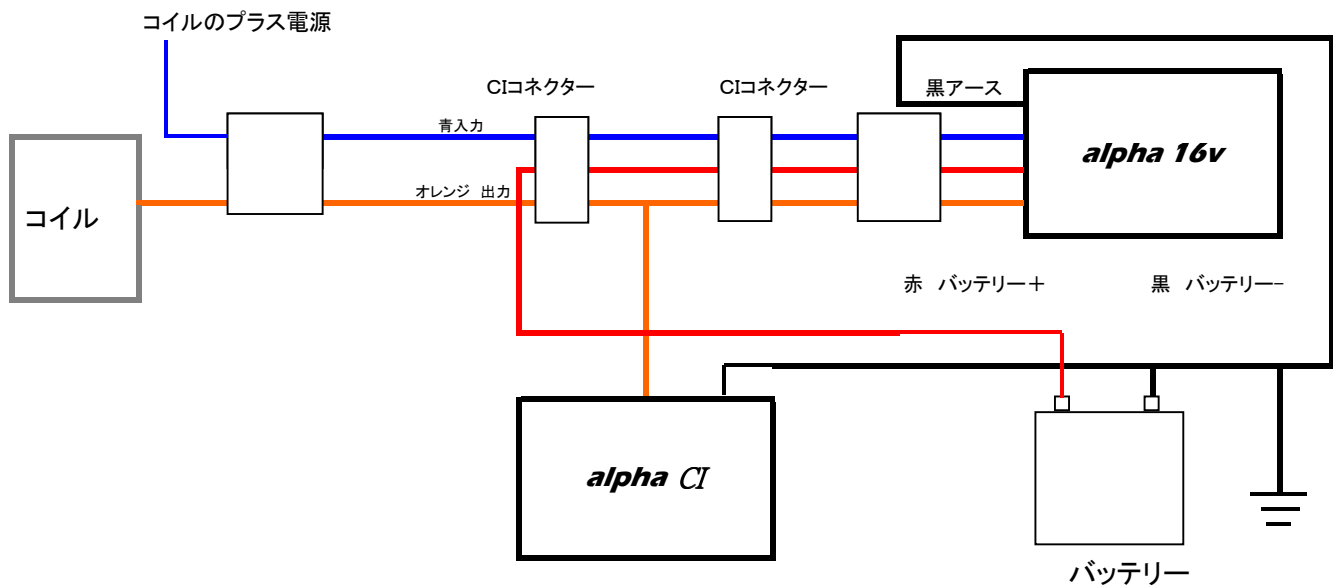 コイルのプラス電源
CIコネクター
CIコネクター
黒アース
青入力
alpha 16v
オレンジ 出力
コイル
赤 バッテリー＋
黒 バッテリー-
alpha CI
バッテリー